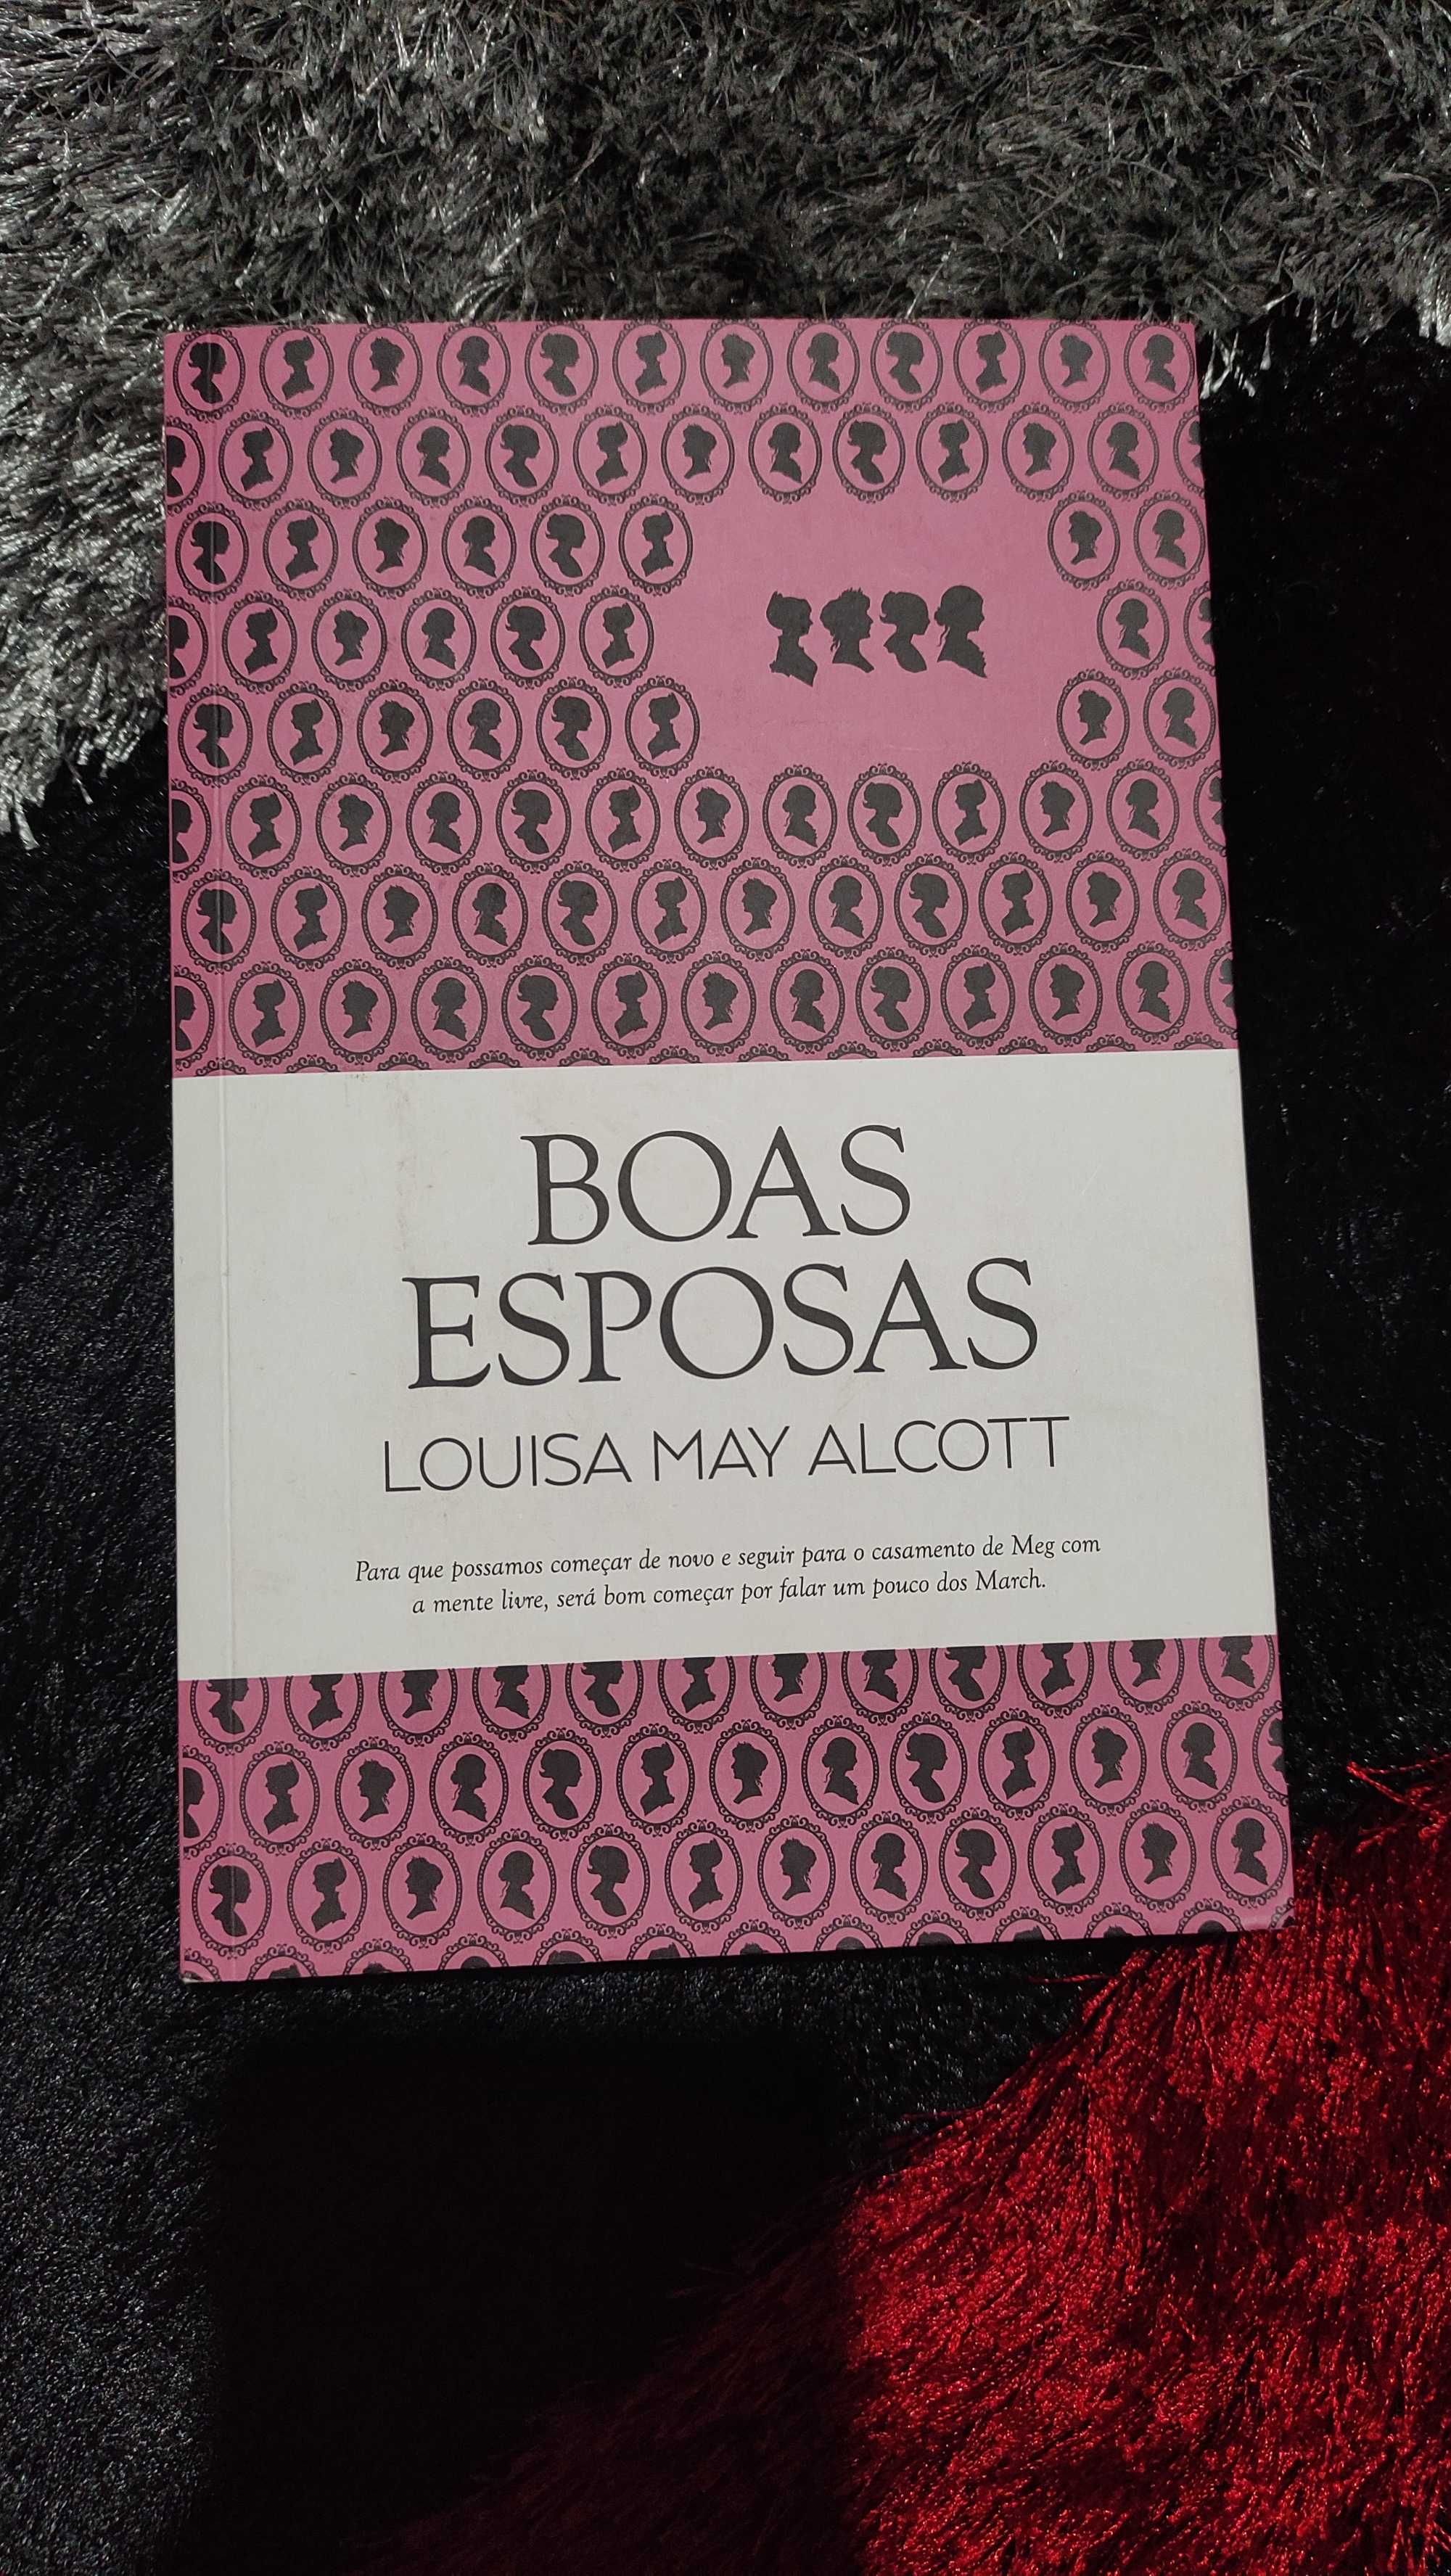 BOAS
ESPOSAS
LOUISA MAY ALCOTT
Para que possamos começar de novo e seguir para o casamento de Meg com
a mente livre, será bom começar por falar um pouco dos March.